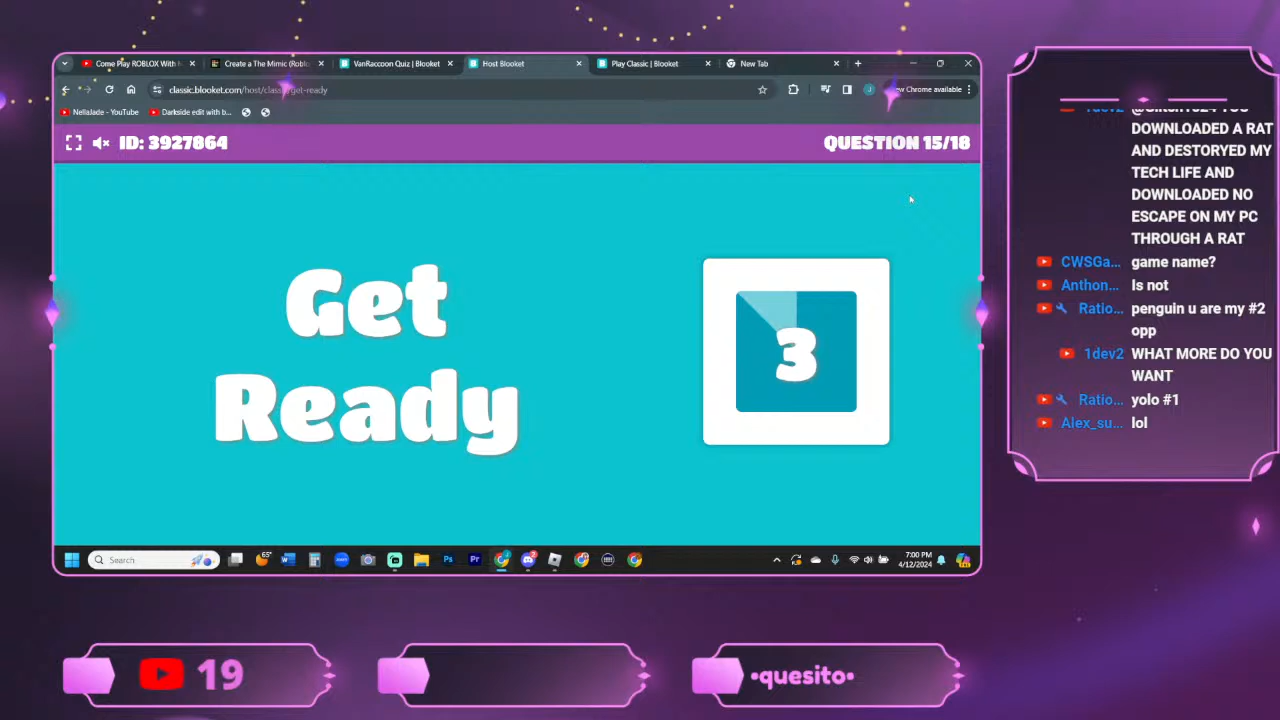 Come Play ROBLOX With N
Create a The Mimic (Roblo
VanRaccoon Quiz | Blooket
Host Blooket
Play Classic | Blooket
New Tab
classic.blooket.com/host/classic/get-ready
New Chrome available
NellaJade - YouTube
Darkside edit with b...
ID: 3927864
QUESTION 15/18
Get
Ready
3
Search
65°
7:00 PM
4/12/2024
DOWNLOADED A RAT
AND DESTORYED MY
TECH LIFE AND
DOWNLOADED NO
ESCAPE ON MY PC
THROUGH A RAT
CWSGa... game name?
Anthon... Is not
Ratio... penguin u are my #2
opp
1dev2 WHAT MORE DO YOU
WANT
Ratio... yolo #1
Alex_su... lol
19
•quesito•